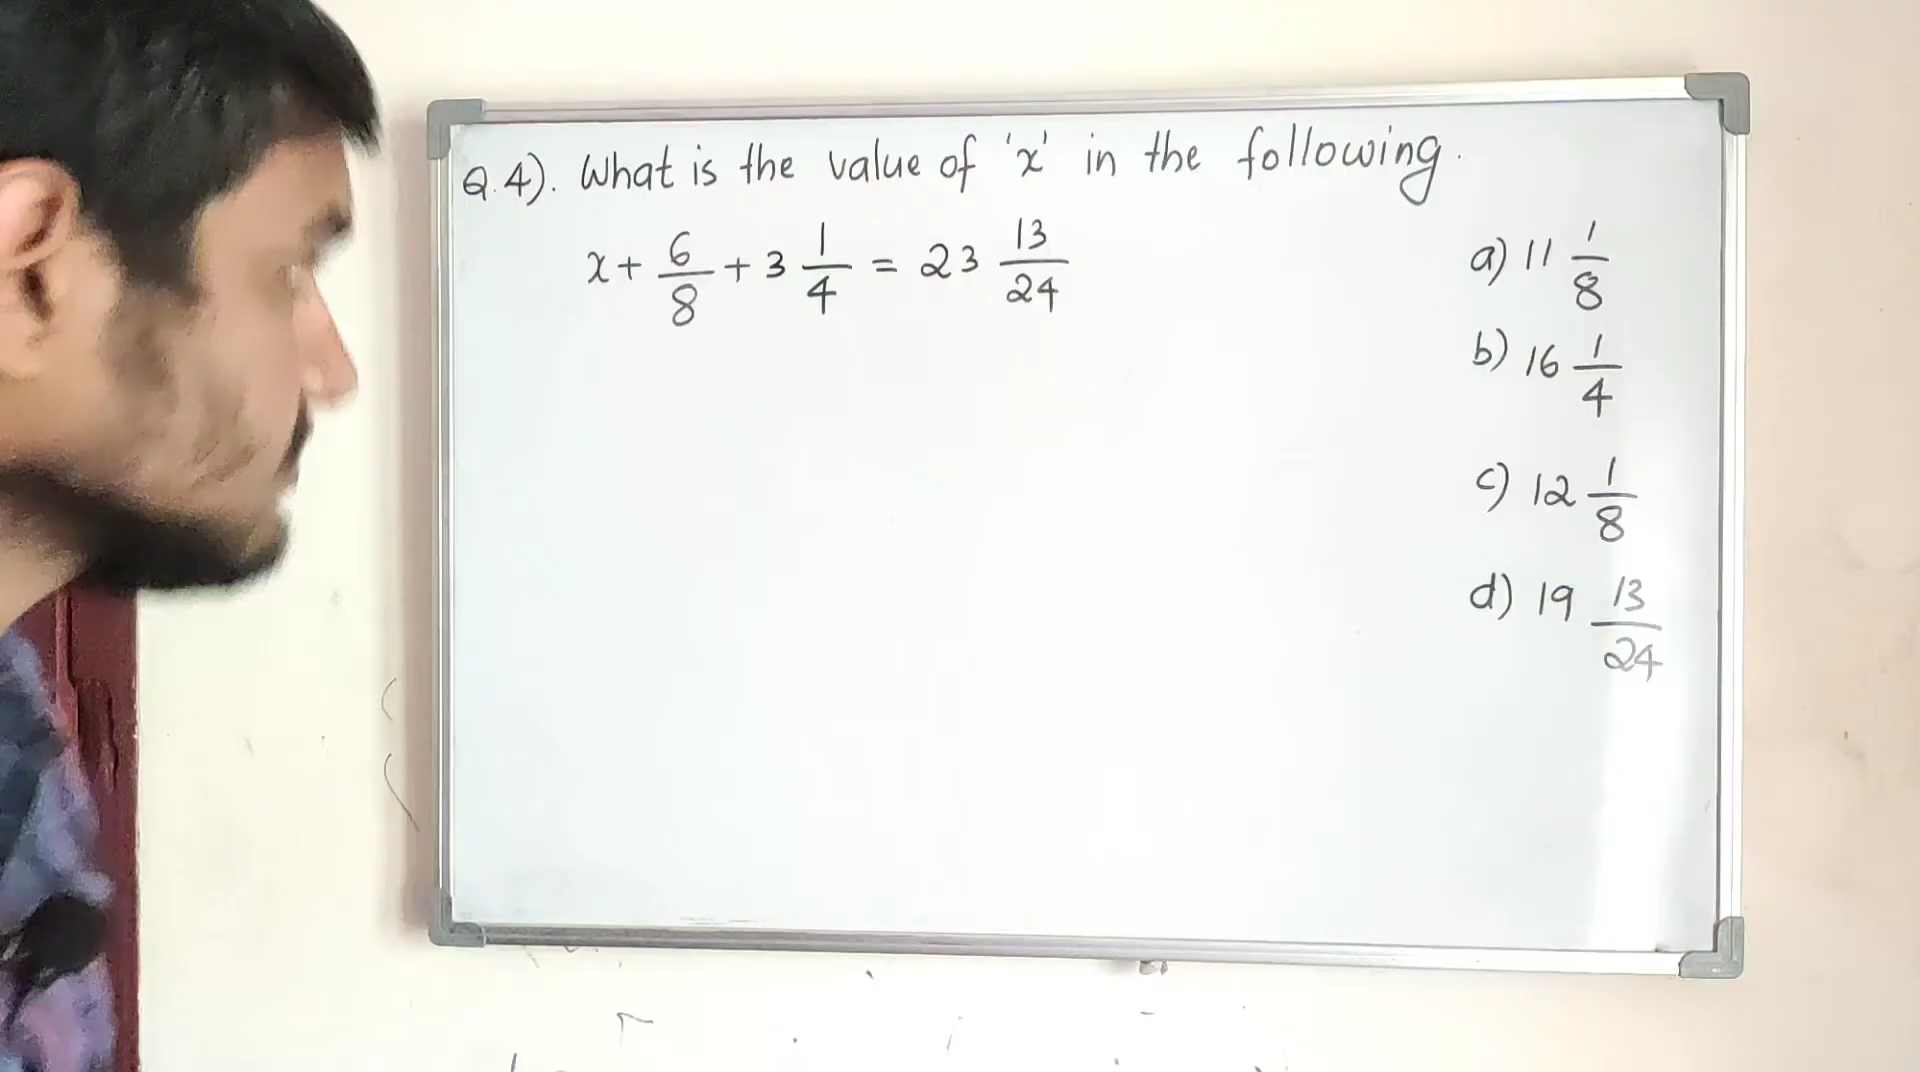 Q.4). What is the value of 'x' in the following.
x + 6/8 + 3 1/4 = 23 13/24
a) 11 1/8
b) 16 1/4
c) 12 1/8
d) 19 13/24